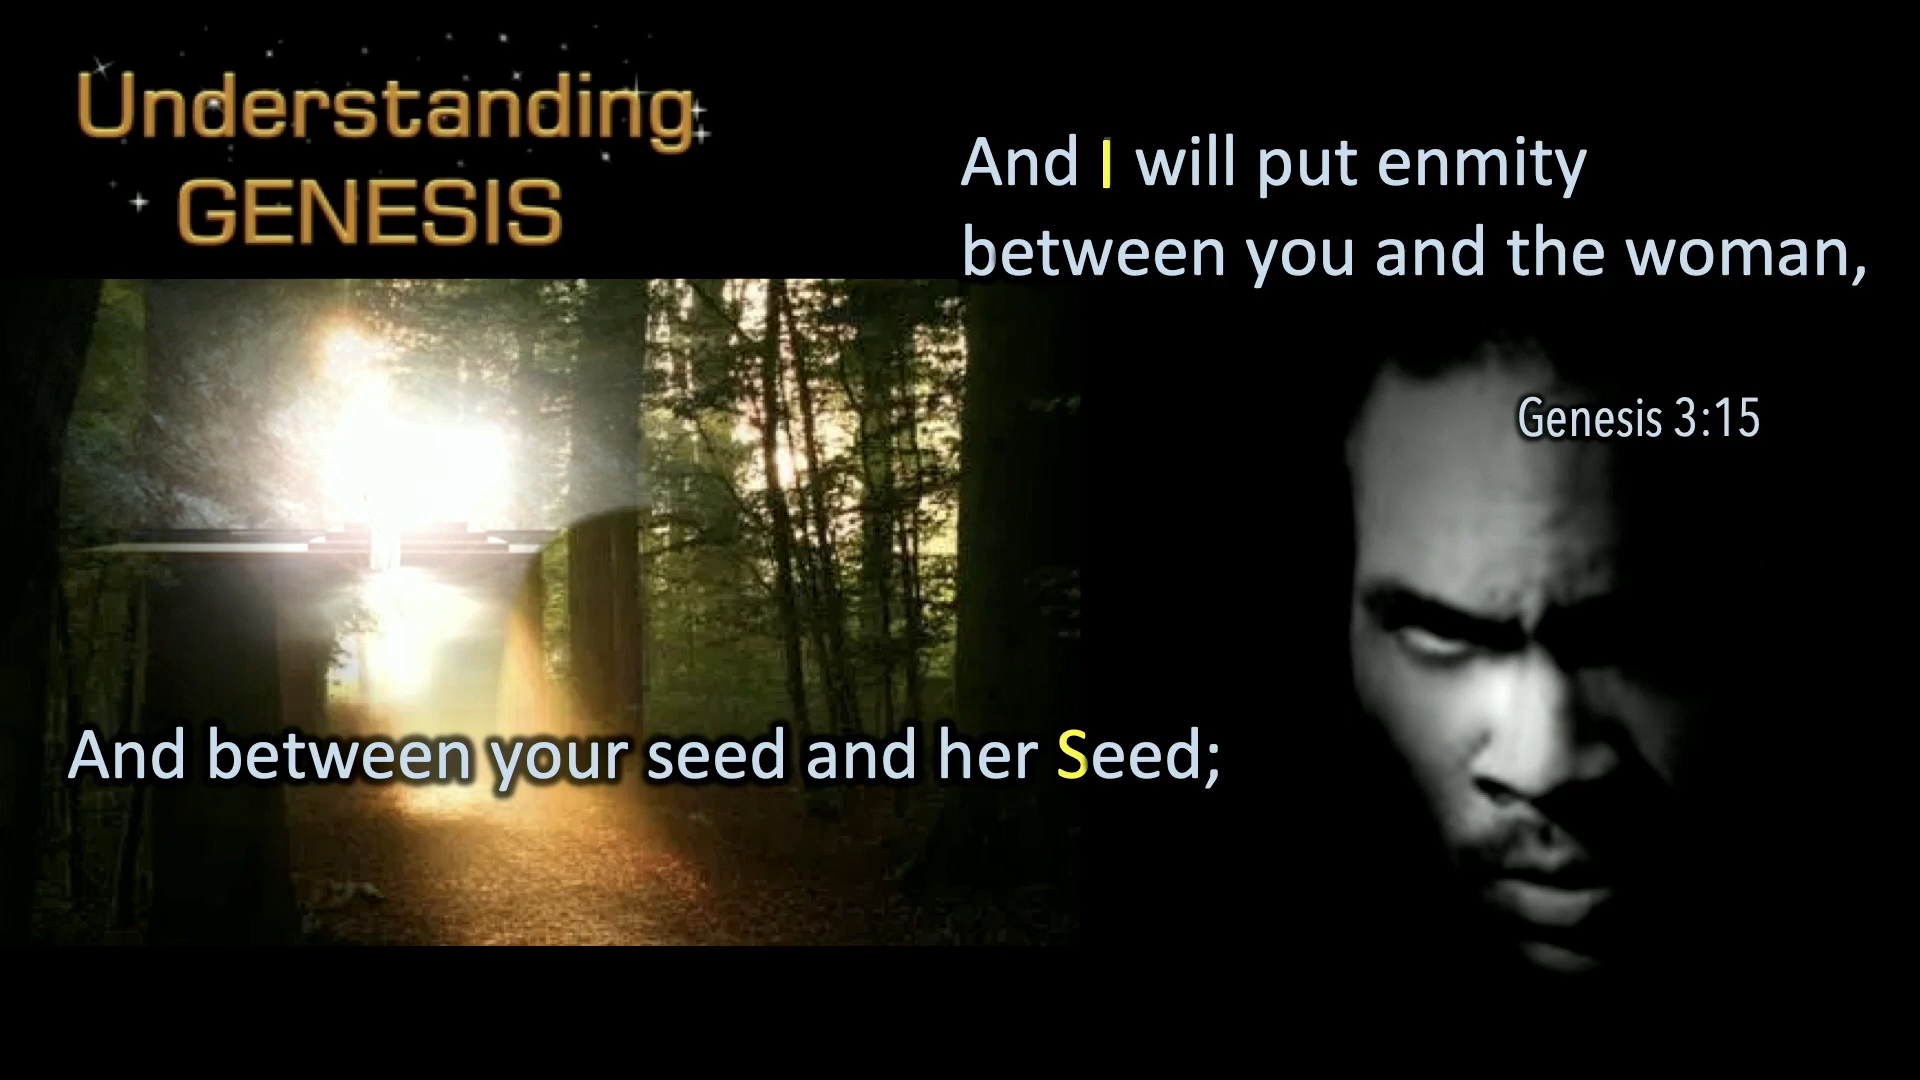 Understanding
GENESIS
And I will put enmity
between you and the woman,
Genesis 3:15
And between your seed and her Seed;